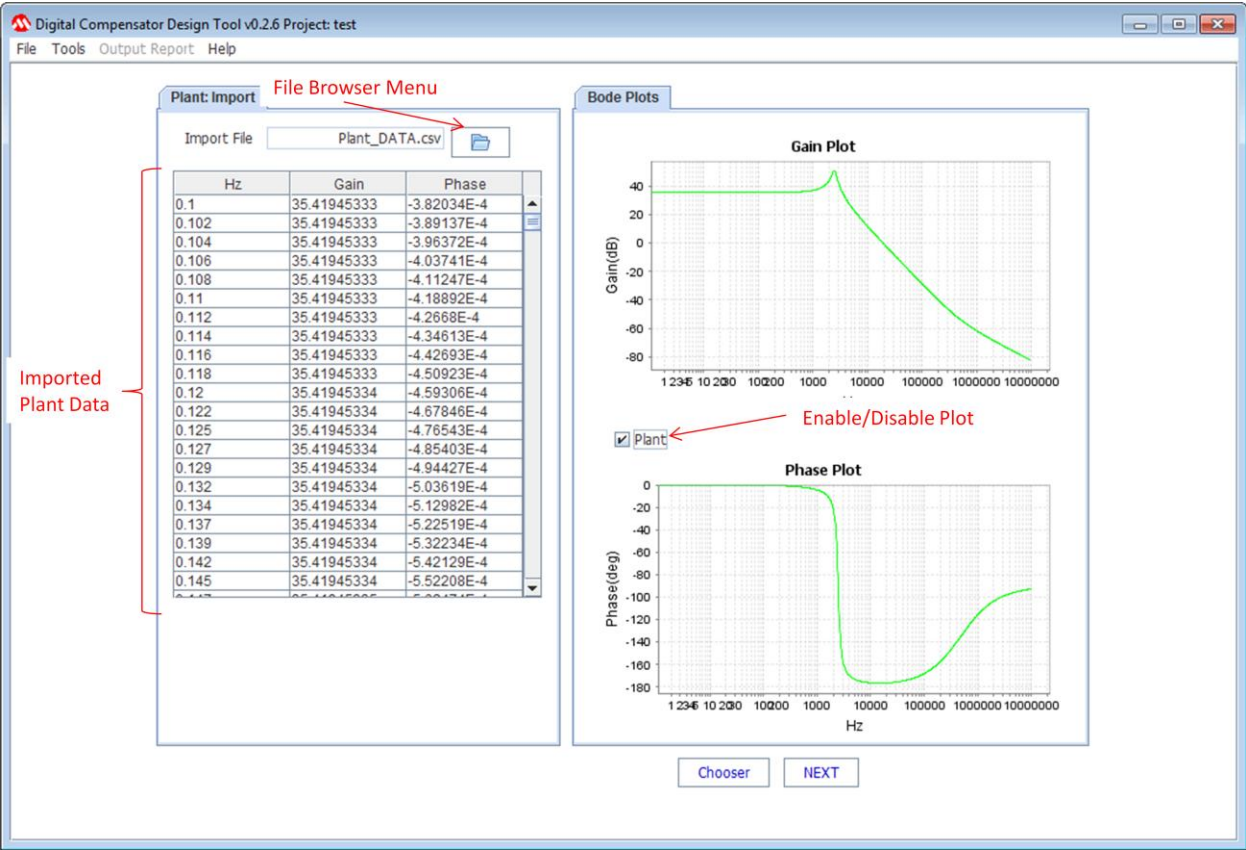 Digital Compensator Design Tool v0.2.6 Project: test
File Tools Output Report Help
Plant: Import
File Browser Menu
Import File Plant_DATA.csv
Hz Gain Phase
0.1 35.41945333 -3.82034E-4
0.102 35.41945333 -3.89137E-4
0.104 35.41945333 -3.96372E-4
0.106 35.41945333 -4.03741E-4
0.108 35.41945333 -4.11247E-4
0.11 35.41945333 -4.18892E-4
0.112 35.41945333 -4.2668E-4
0.114 35.41945333 -4.34613E-4
0.116 35.41945333 -4.42693E-4
0.118 35.41945333 -4.50923E-4
0.12 35.41945334 -4.59306E-4
0.122 35.41945334 -4.67846E-4
0.125 35.41945334 -4.76543E-4
0.127 35.41945334 -4.85403E-4
0.129 35.41945334 -4.94427E-4
0.132 35.41945334 -5.03619E-4
0.134 35.41945334 -5.12982E-4
0.137 35.41945334 -5.22519E-4
0.139 35.41945334 -5.32234E-4
0.142 35.41945334 -5.42129E-4
0.145 35.41945334 -5.52208E-4
Imported
Plant Data
Bode Plots
Gain Plot
Gain(dB)
40
20
0
-20
-40
-60
-80
1000 10000 100000 1000000 10000000
Enable/Disable Plot
Plant
Phase Plot
Phase(deg)
0
-20
-40
-60
-80
-100
-120
-140
-160
-180
1000 10000 100000 1000000 10000000
Hz
Chooser NEXT